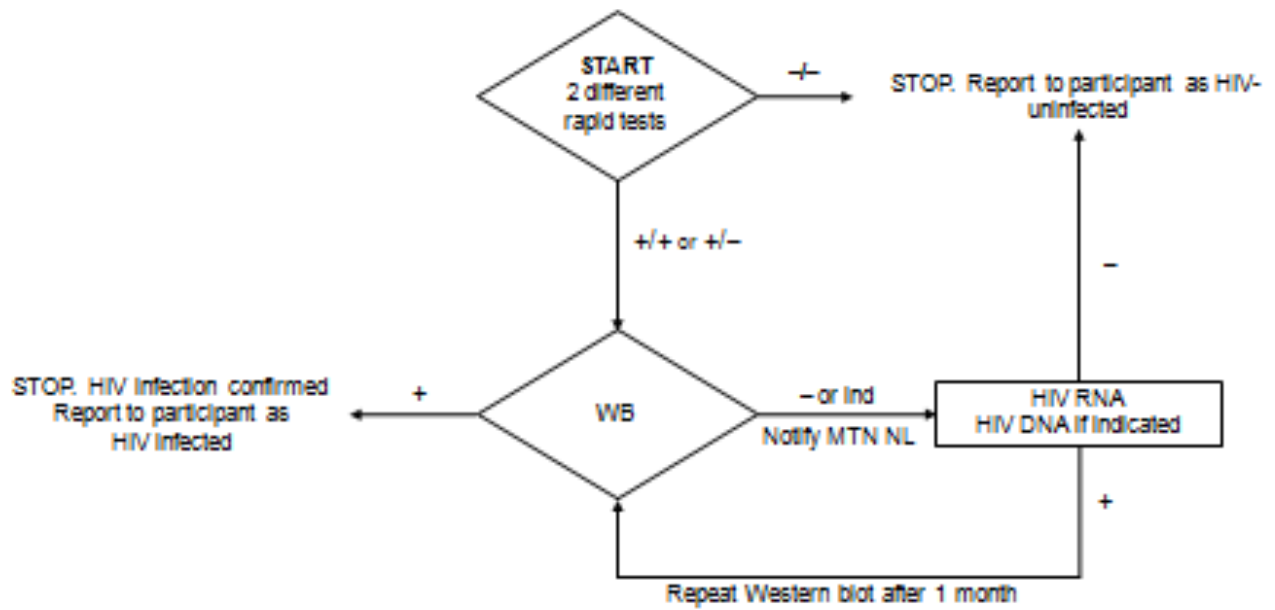 START
2 different
rapid tests
–/–
STOP. Report to participant as HIV-
uninfected
+/+ or +/–
–
STOP. HIV Infection confirmed
Report to participant as
HIV Infected
+
WB
– or Ind
Notify MTN NL
HIV RNA
HIV DNA if indicated
+
Repeat Western blot after 1 month